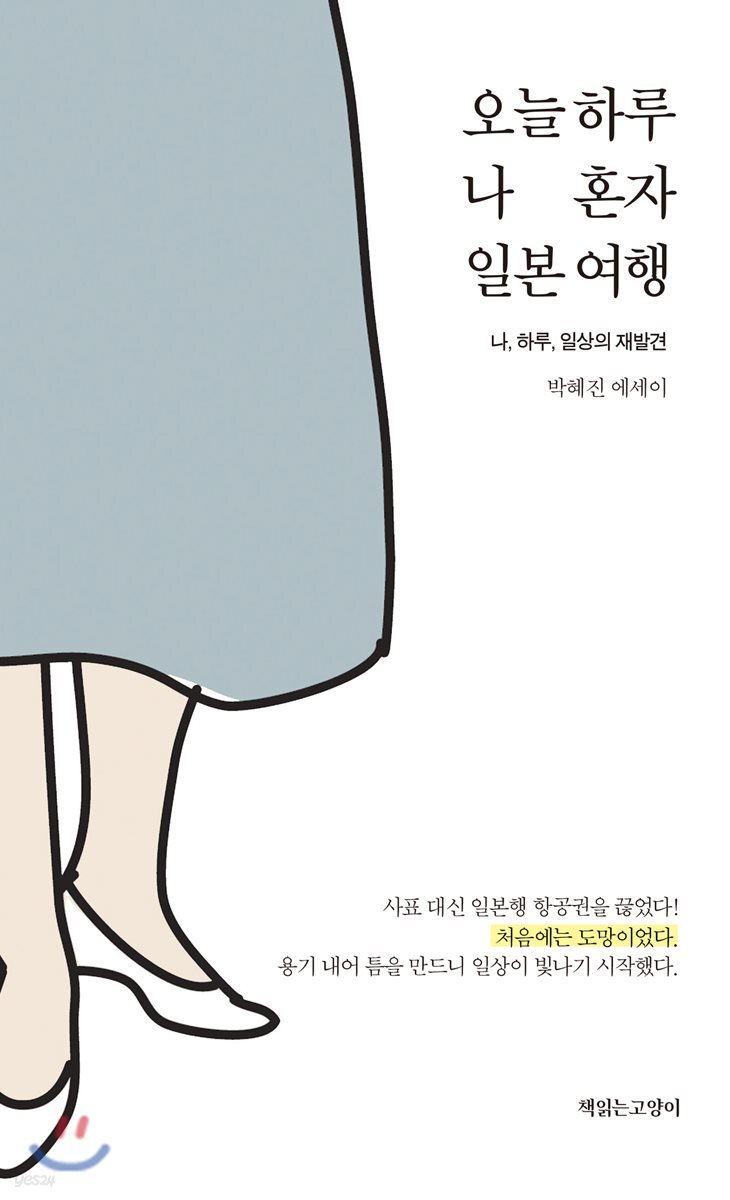 오늘 하루
나 혼자
일본 여행
나, 하루, 일상의 재발견
박혜진 에세이
사표 대신 일본행 항공권을 끊었다!
처음에는 도망이었다.
용기 내어 틈을 만드니 일상이 빛나기 시작했다.
책읽는고양이
yes24